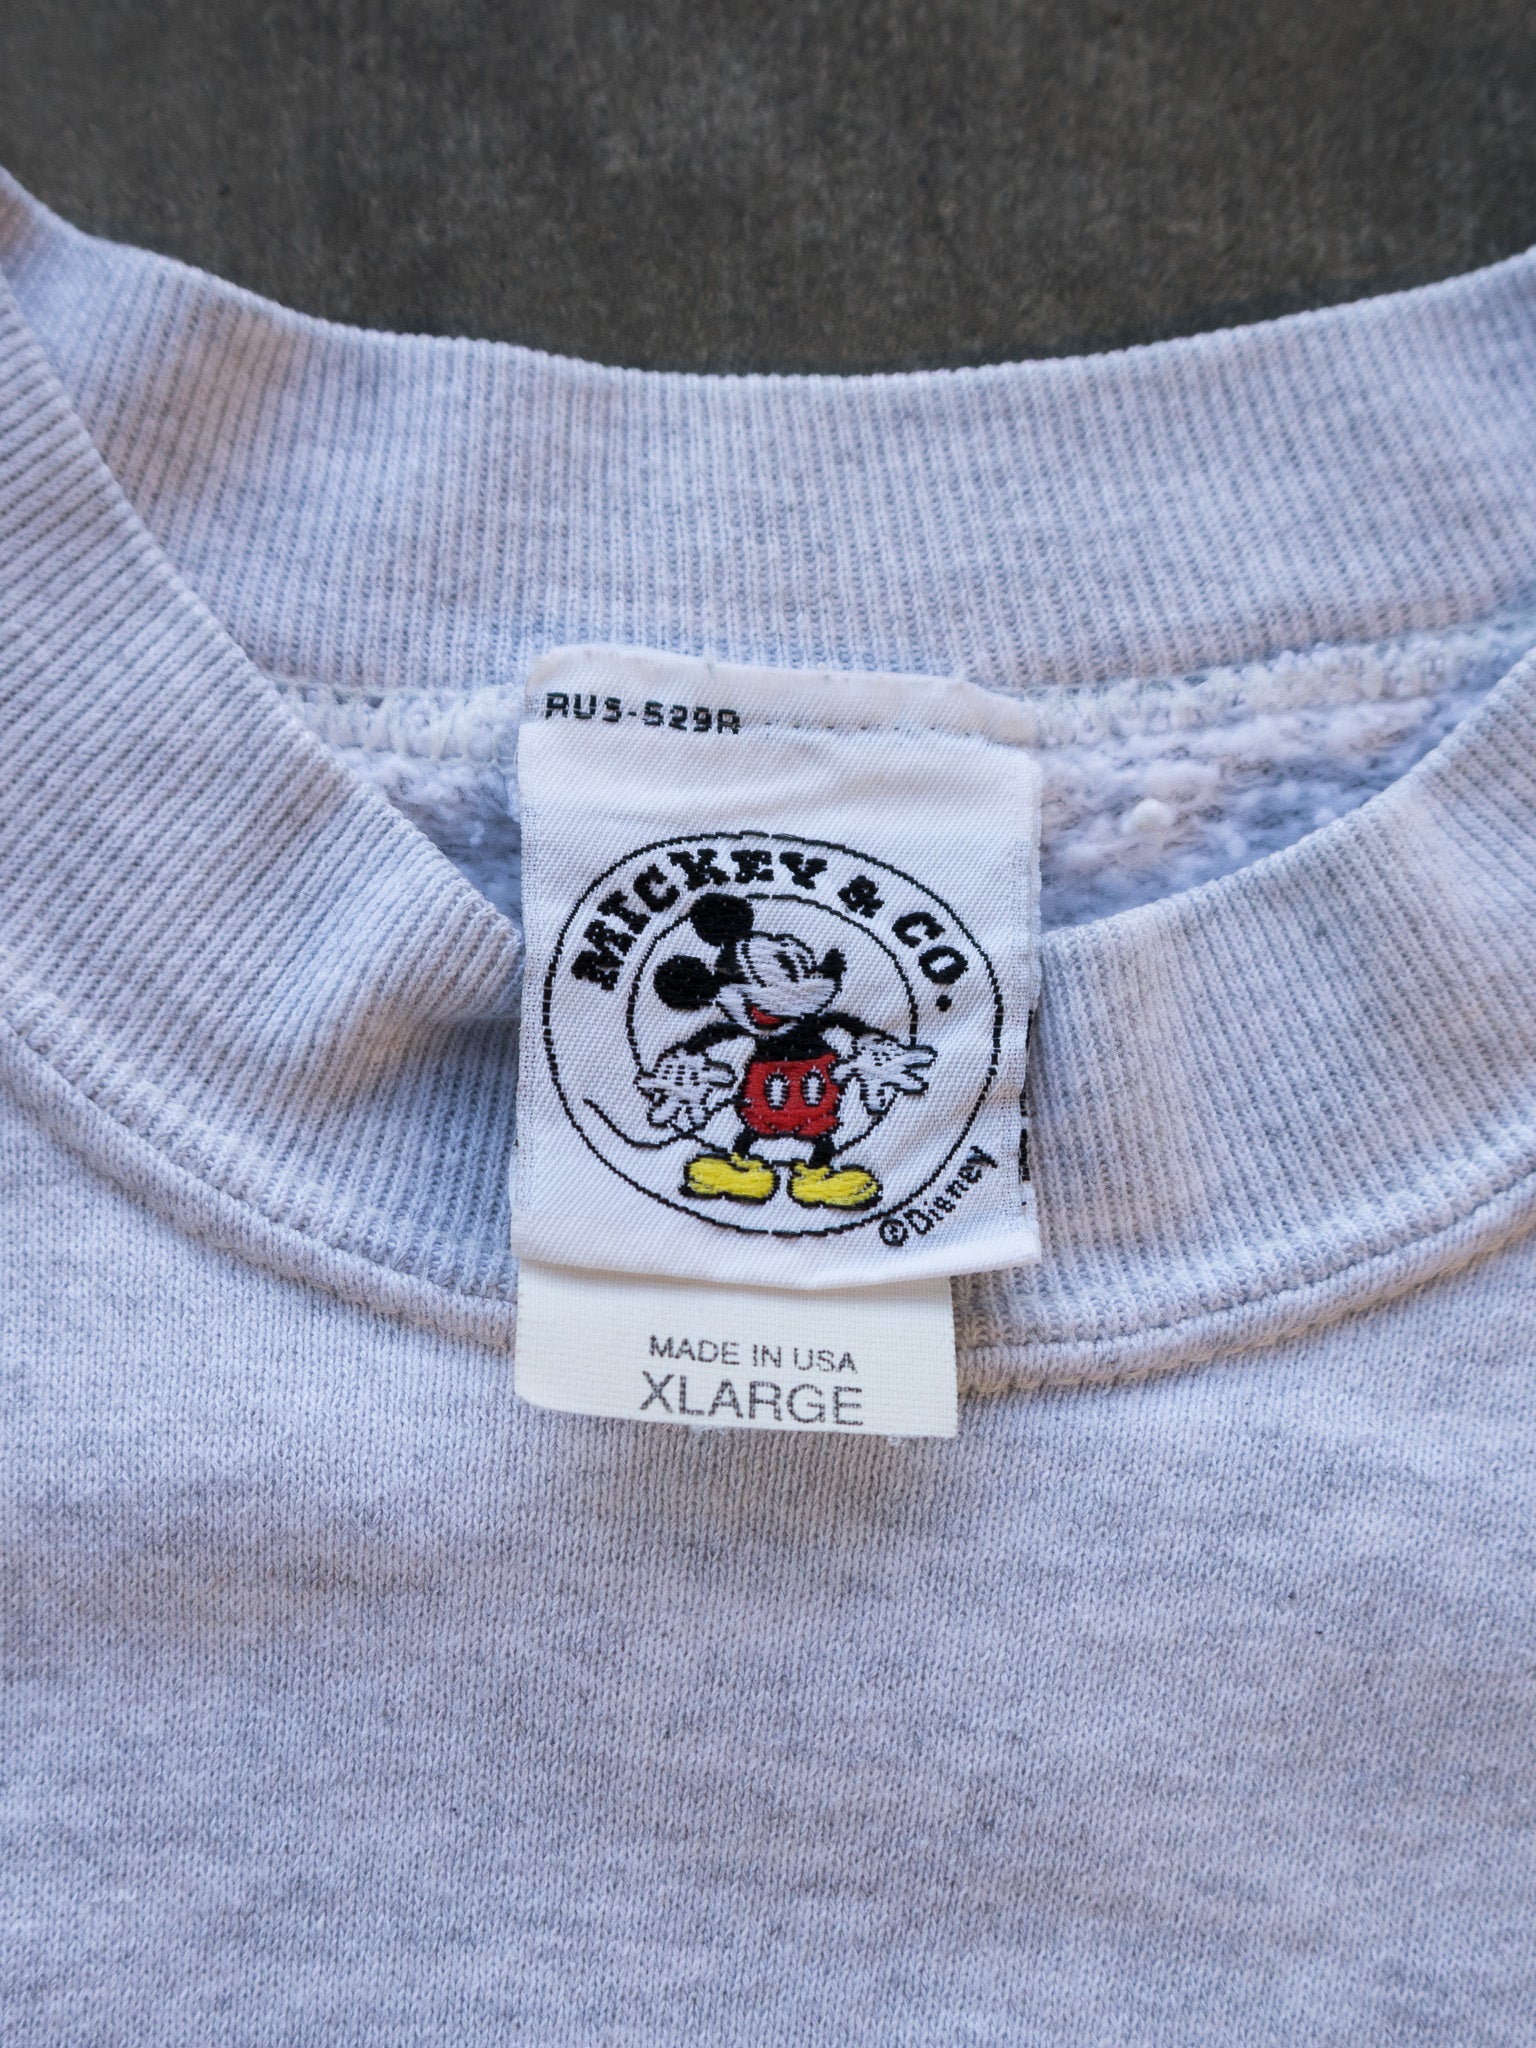 RUS-529R
MICKEY & CO.
©Disney
MADE IN USA
XLARGE